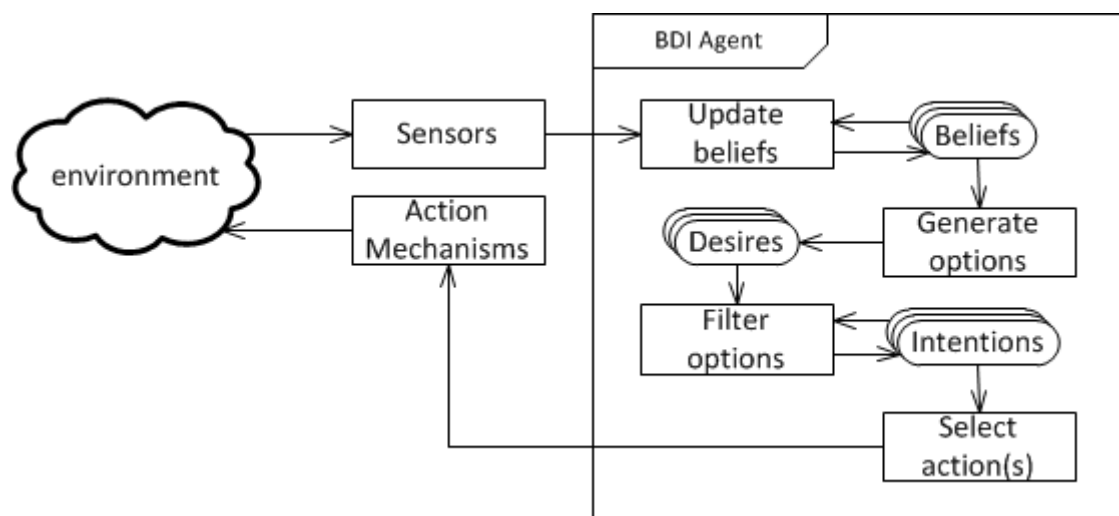 BDI Agent
environment
Sensors
Update
beliefs
Beliefs
Action
Mechanisms
Desires
Generate
options
Filter
options
Intentions
Select
action(s)